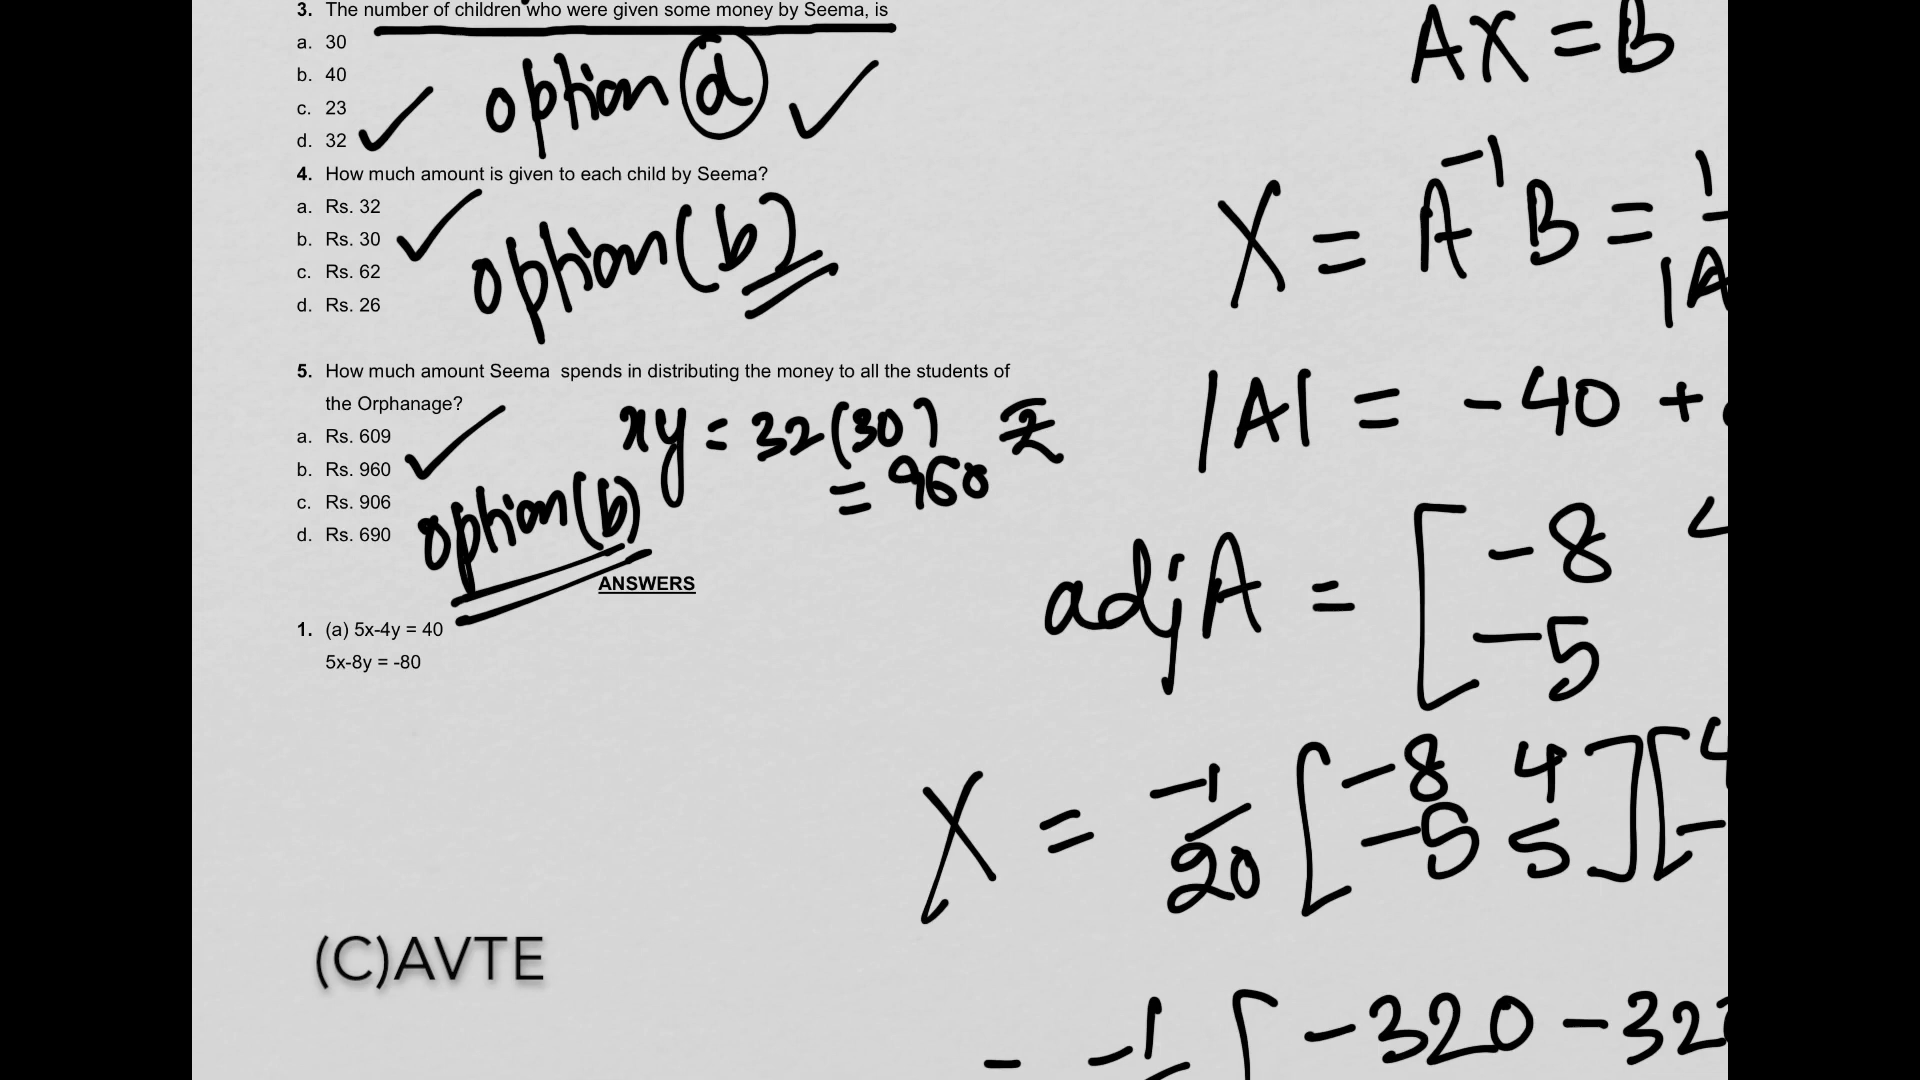 3. The number of children who were given some money by Seema, is
a. 30
b. 40
c. 23
d. 32
option d
4. How much amount is given to each child by Seema?
a. Rs. 32
b. Rs. 30
c. Rs. 62
d. Rs. 26
option (b)
5. How much amount Seema spends in distributing the money to all the students of
the Orphanage?
a. Rs. 609
b. Rs. 960
c. Rs. 906
d. Rs. 690
xy = 32(30)
= 960
option (b)
ANSWERS
1. (a) 5x-4y = 40
5x-8y = -80
(C)AVTE
AX = B
X = A⁻¹B = 1
|A
|A| = -40 +
adjA = [-8
-5
X = -1/20 [-8 4
-5 5] [
-1 [-320 - 32